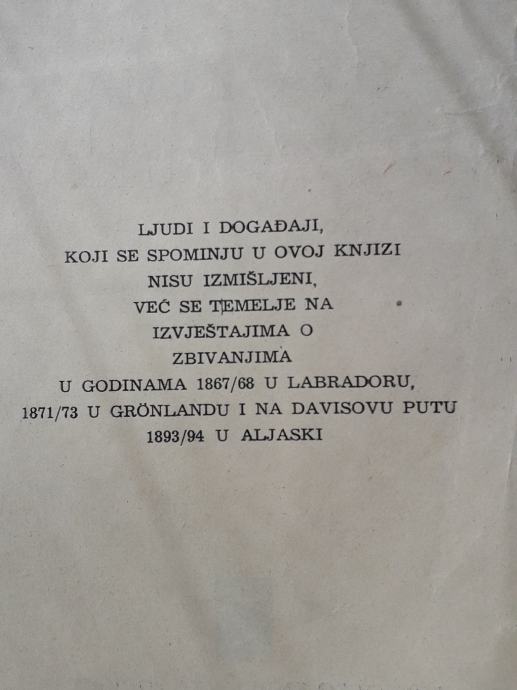 LJUDI I DOGAĐAJI,
KOJI SE SPOMINJU U OVOJ KNJIZI
NISU IZMIŠLJENI,
VEĆ SE TEMELJE NA
IZVJEŠTAJIMA O
ZBIVANJIMA
U GODINAMA 1867/68 U LABRADORU,
1871/73 U GRÖNLANDU I NA DAVISOVU PUTU
1893/94 U ALJASKI